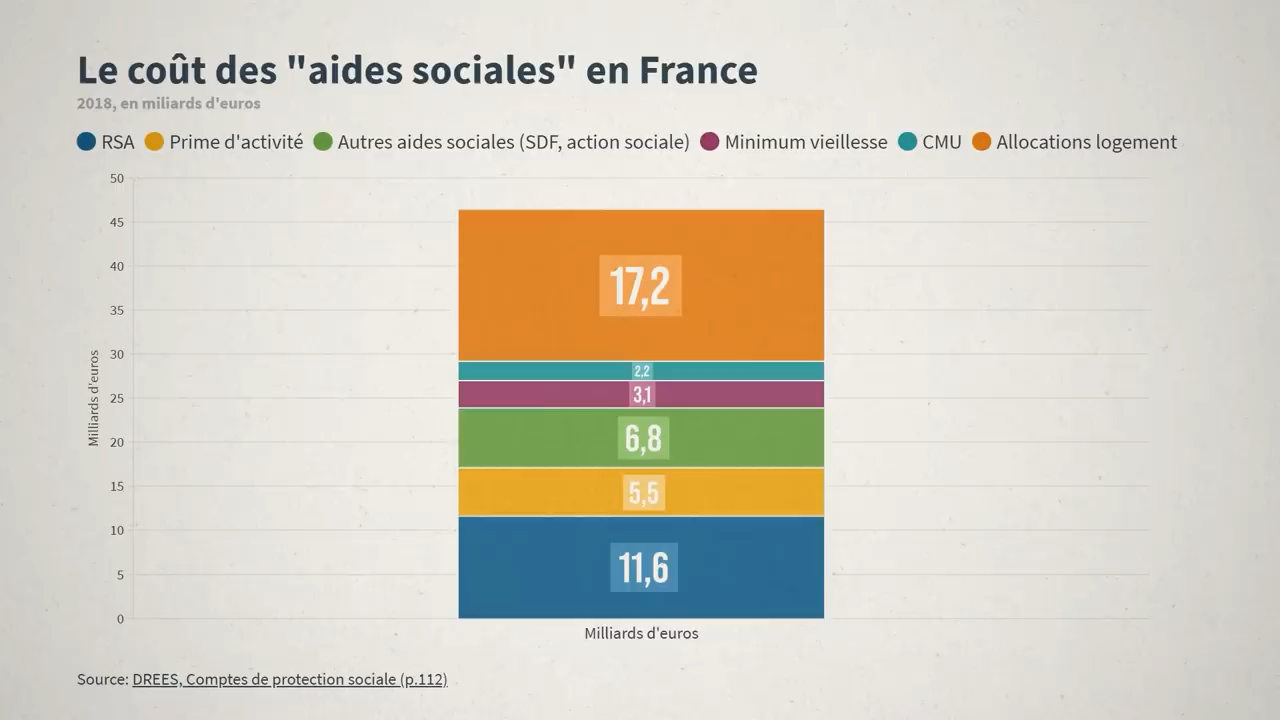 Le coût des "aides sociales" en France
2018, en miliards d'euros
RSA Prime d'activité Autres aides sociales (SDF, action sociale) Minimum vieillesse CMU Allocations logement
50
45
40
35
30
25
20
15
10
5
0
Milliards d'euros
17,2
2,2
3,1
6,8
5,5
11,6
Milliards d'euros
Source: DREES, Comptes de protection sociale (p.112)